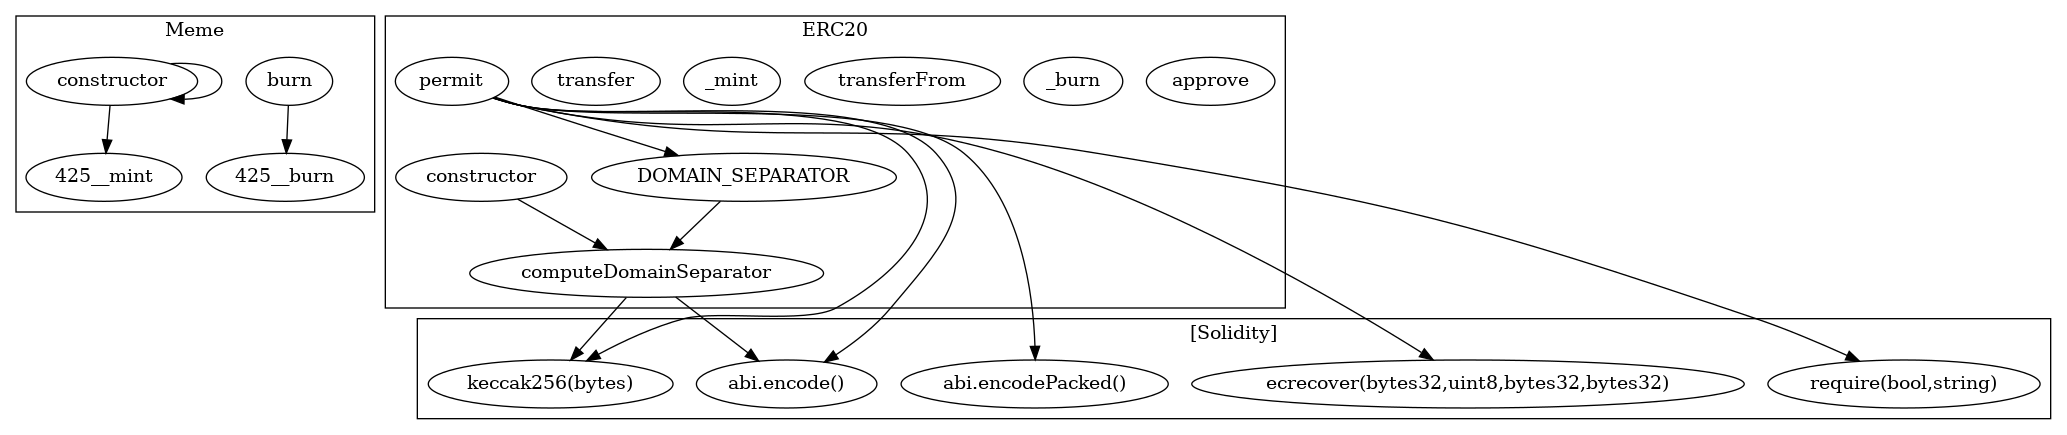 Meme
constructor
burn
425__mint
425__burn
ERC20
permit
transfer
_mint
transferFrom
_burn
approve
constructor
DOMAIN_SEPARATOR
computeDomainSeparator
[Solidity]
keccak256(bytes)
abi.encode()
abi.encodePacked()
ecrecover(bytes32,uint8,bytes32,bytes32)
require(bool,string)